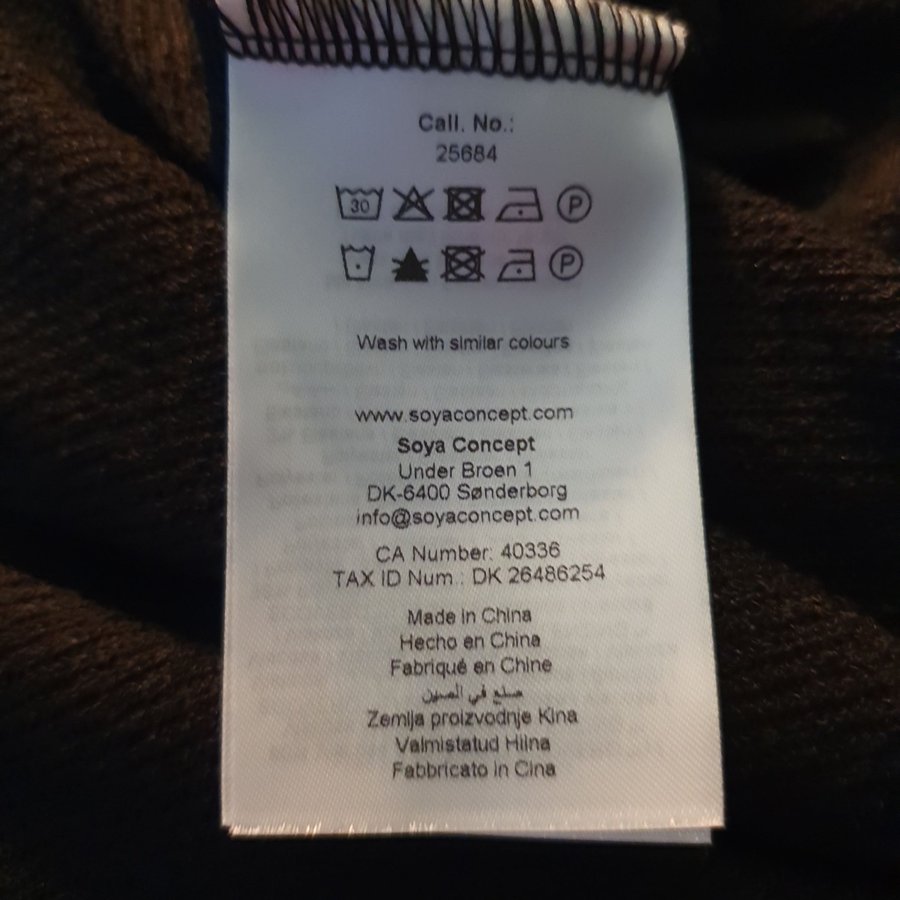 Call. No.:
25684
30 P
P
Wash with similar colours
www.soyaconcept.com
Soya Concept
Under Broen 1
DK-6400 Sønderborg
info@soyaconcept.com
CA Number: 40336
TAX ID Num.: DK 26486254
Made in China
Hecho en China
Fabriqué en Chine
صنع في الصين
Zemlja proizvodnje Kina
Valmistatud Hiina
Fabbricato in Cina